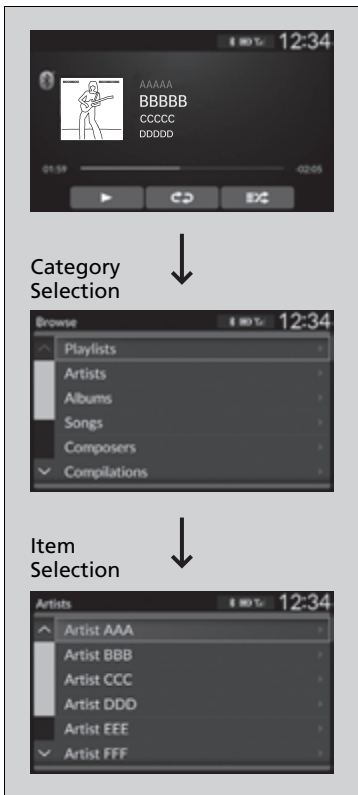 12:34
AAAAA
BBBBB
CCCCC
DDDDD
01:59 -02:05
Category
Selection
Browse 12:34
Playlists
Artists
Albums
Songs
Composers
Compilations
Item
Selection
Artists 12:34
Artist AAA
Artist BBB
Artist CCC
Artist DDD
Artist EEE
Artist FFF